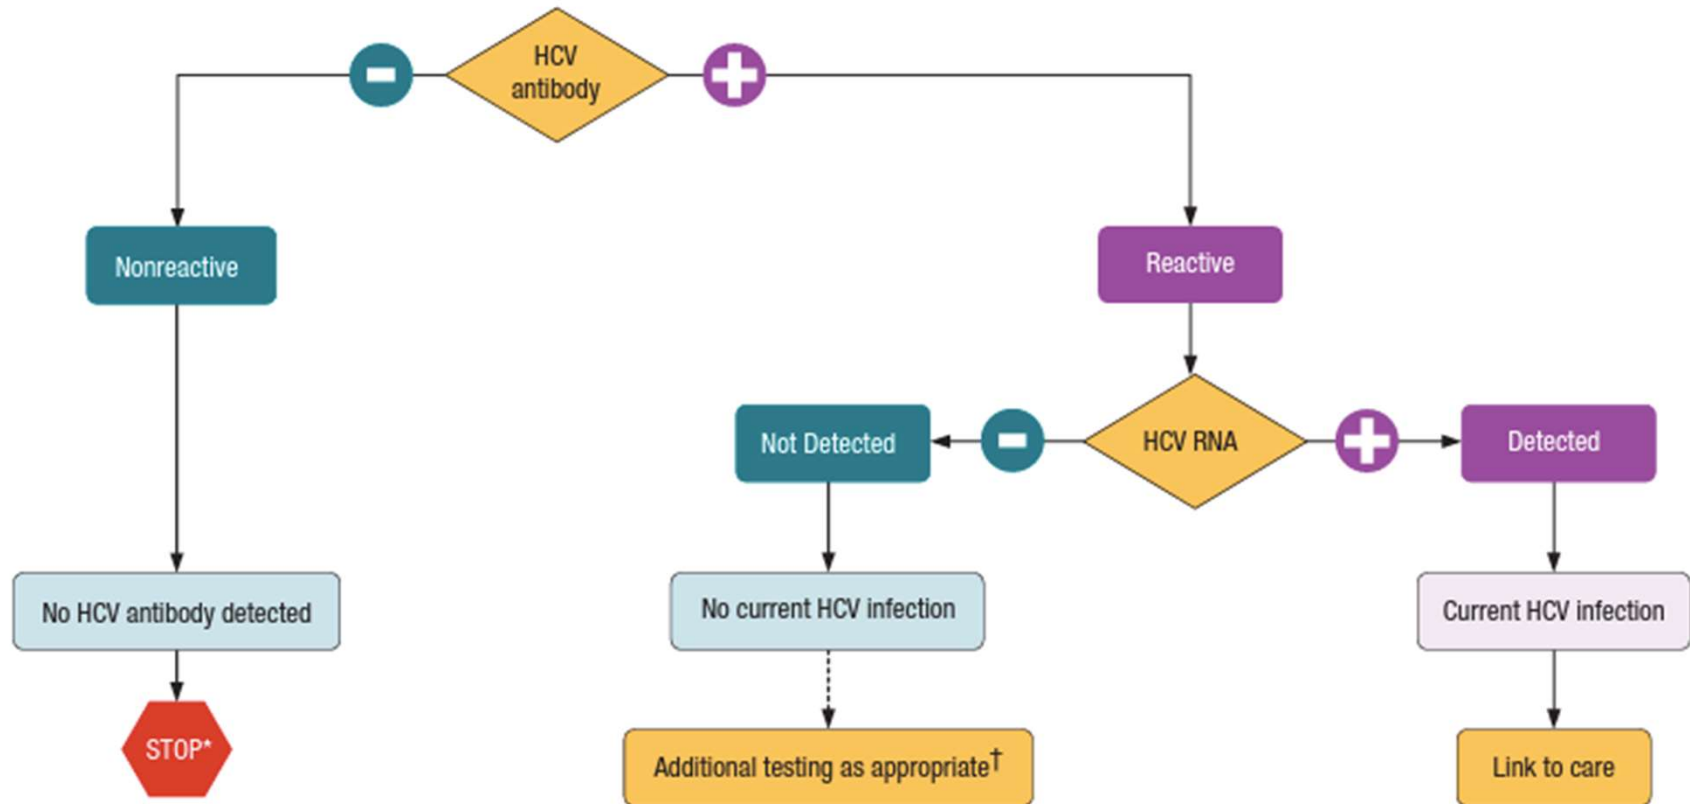 HCV
antibody
Nonreactive
Reactive
Not Detected
HCV RNA
Detected
No HCV antibody detected
No current HCV infection
Current HCV infection
STOP*
Additional testing as appropriate†
Link to care